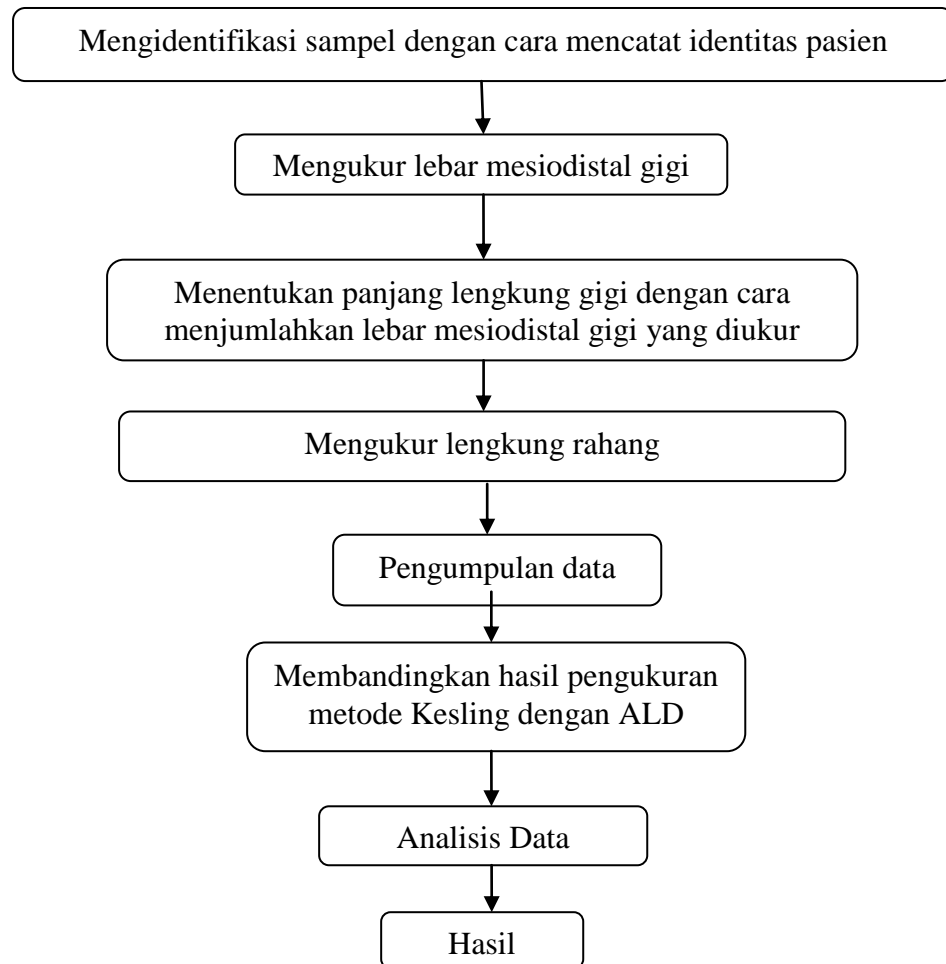 Mengidentifikasi sampel dengan cara mencatat identitas pasien
Mengukur lebar mesiodistal gigi
Menentukan panjang lengkung gigi dengan cara
menjumlahkan lebar mesiodistal gigi yang diukur
Mengukur lengkung rahang
Pengumpulan data
Membandingkan hasil pengukuran
metode Kesling dengan ALD
Analisis Data
Hasil